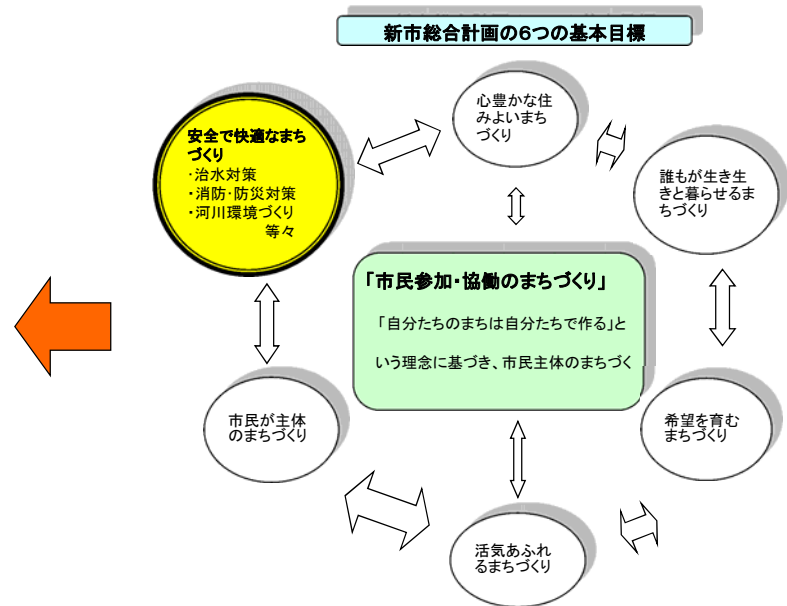 新市総合計画の6つの基本目標
心豊かな住
みよいまち
づくり
安全で快適なまち
づくり
・治水対策
・消防・防災対策
・河川環境づくり
等々
誰もが生き生
きと暮らせるま
ちづくり
「市民参加・協働のまちづくり」
「自分たちのまちは自分たちで作る」と
いう理念に基づき、市民主体のまちづく
市民が主体
のまちづくり
希望を育む
まちづくり
活気あふれ
るまちづくり